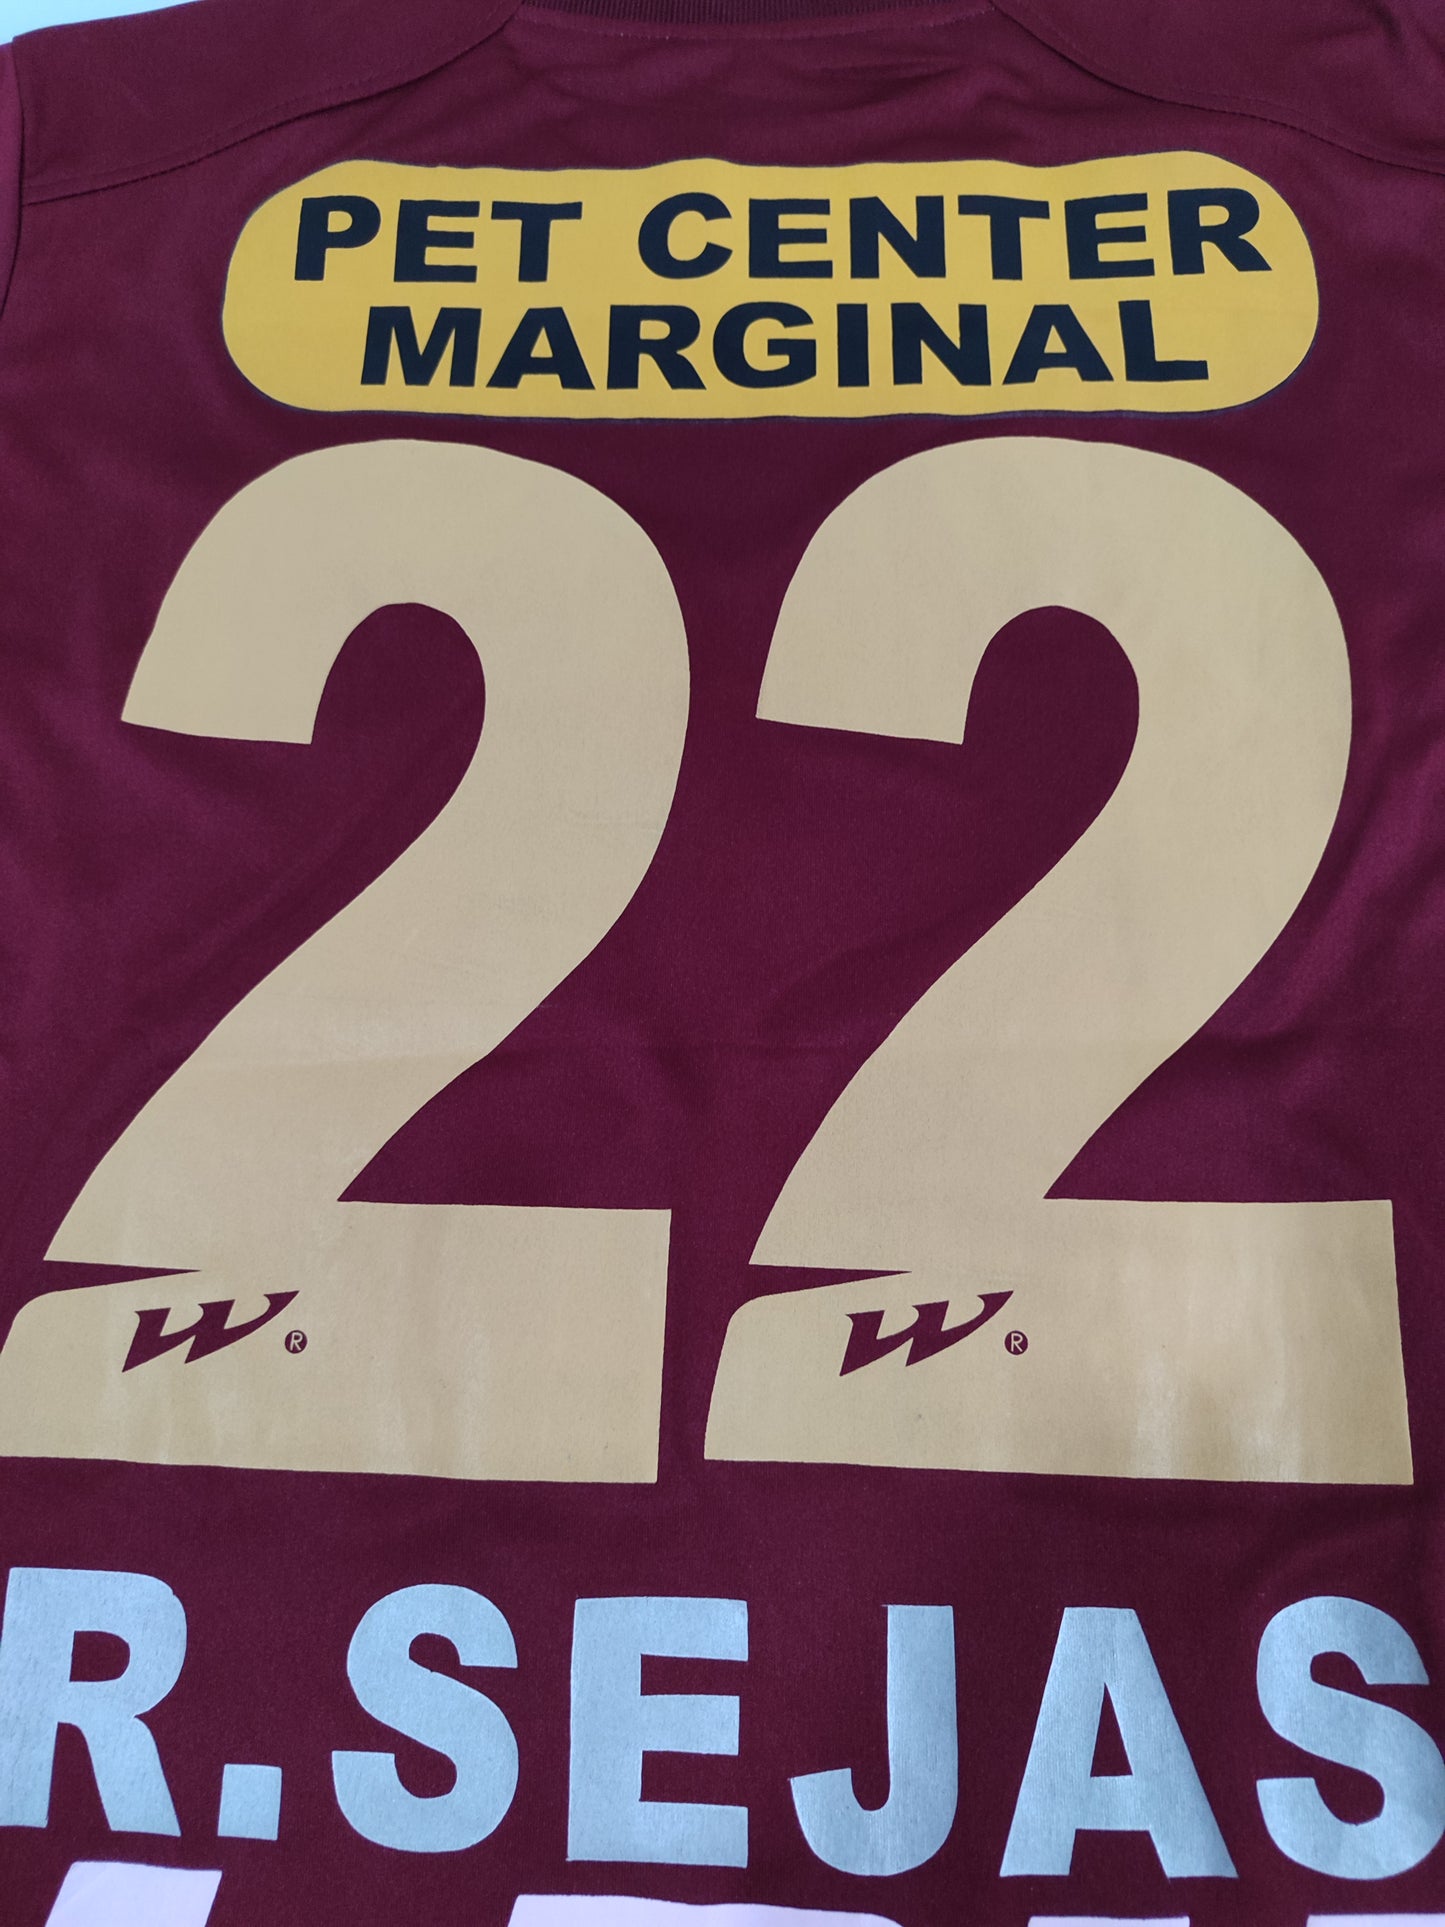 PET CENTER
MARGINAL
22
W® W®
R.SEJAS